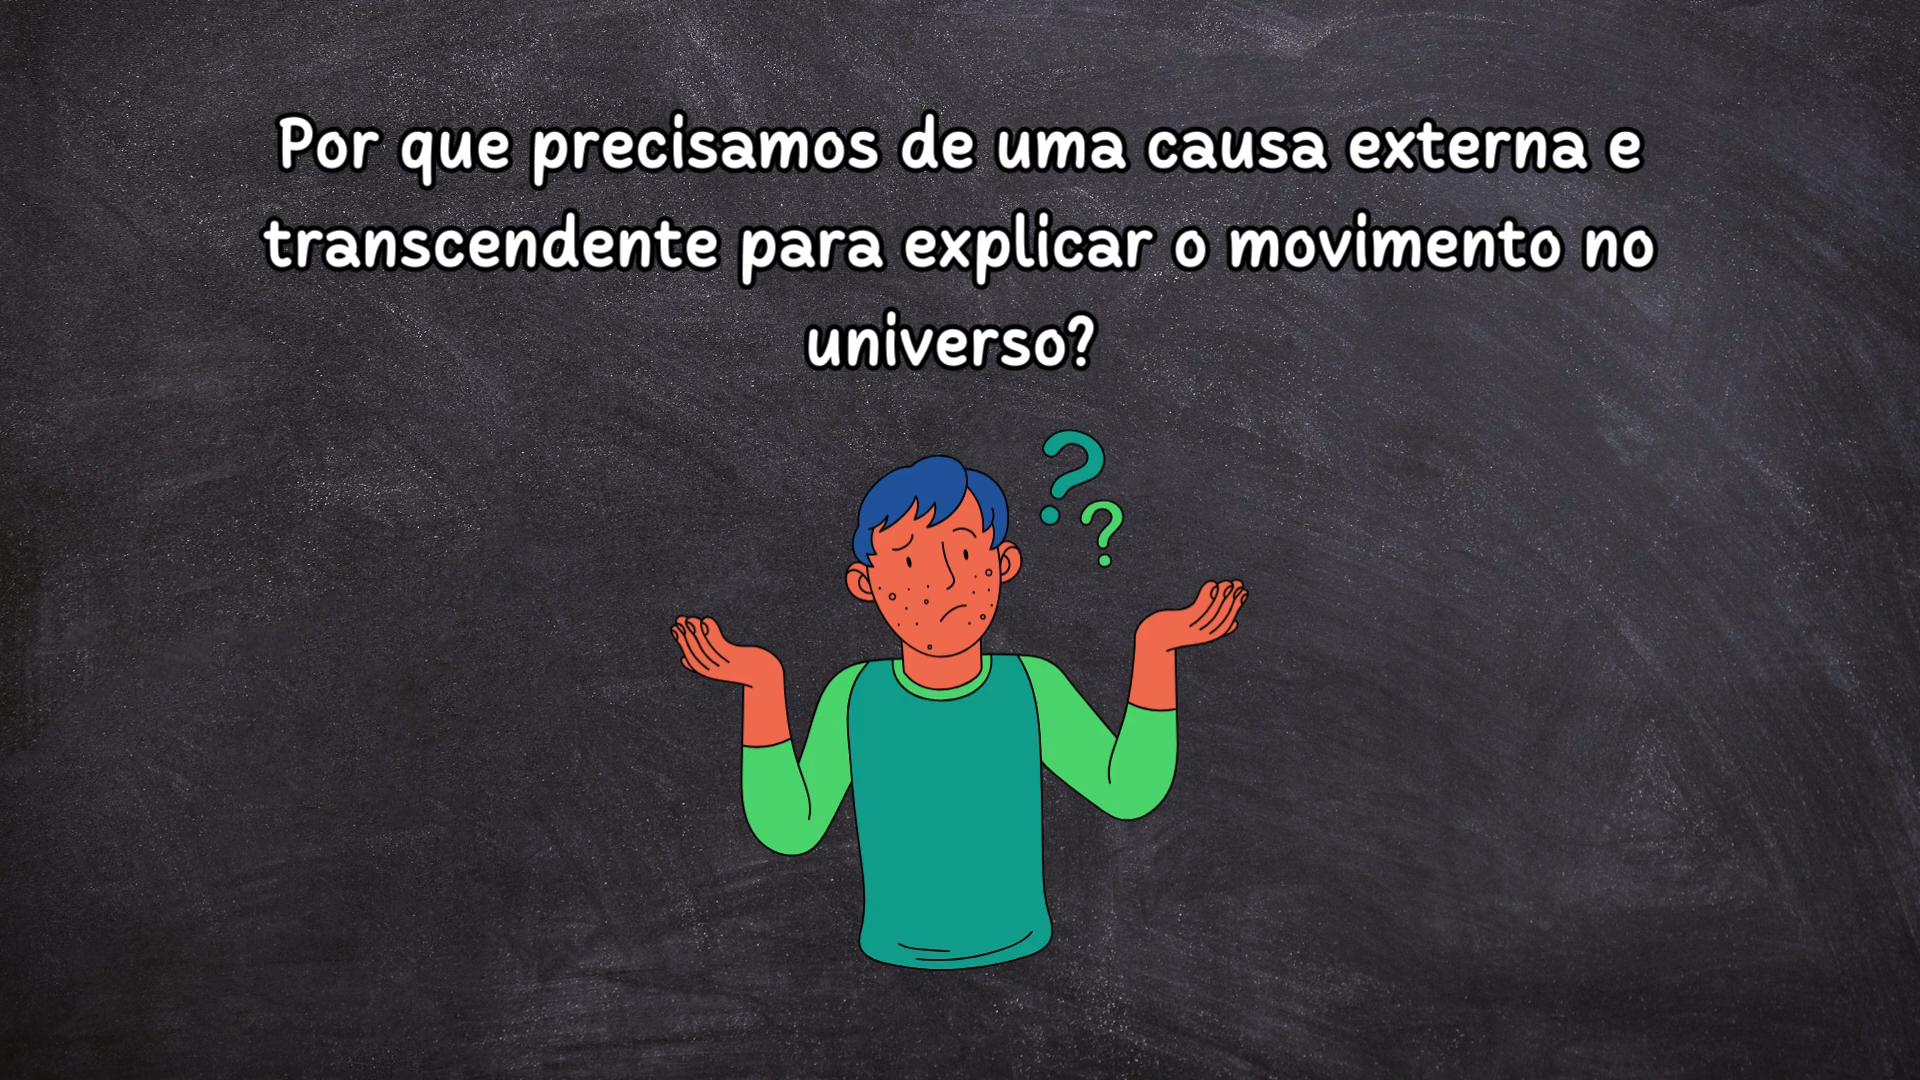 Por que precisamos de uma causa externa e
transcendente para explicar o movimento no
universo?
? ?